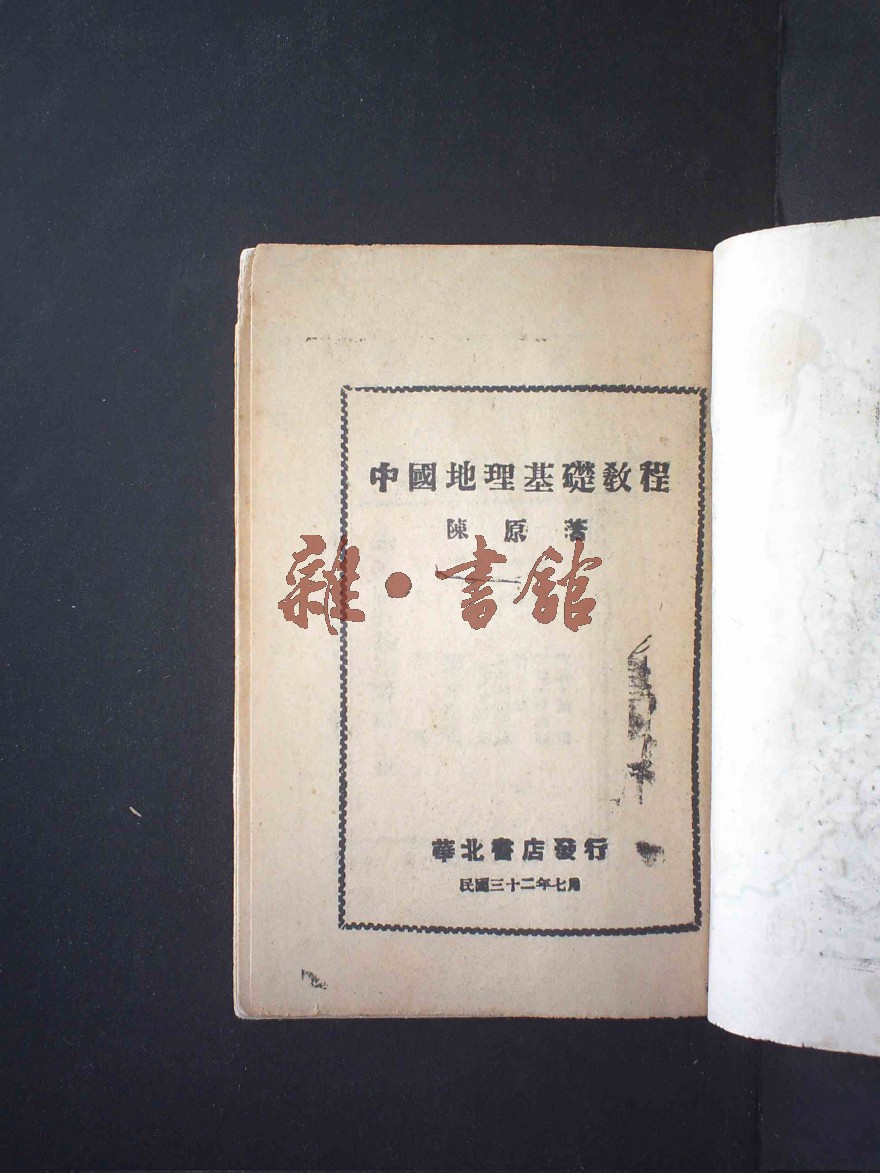 中國地理基礎教程
陳原著
雜·書館
華北書店發行
民國三十二年七月